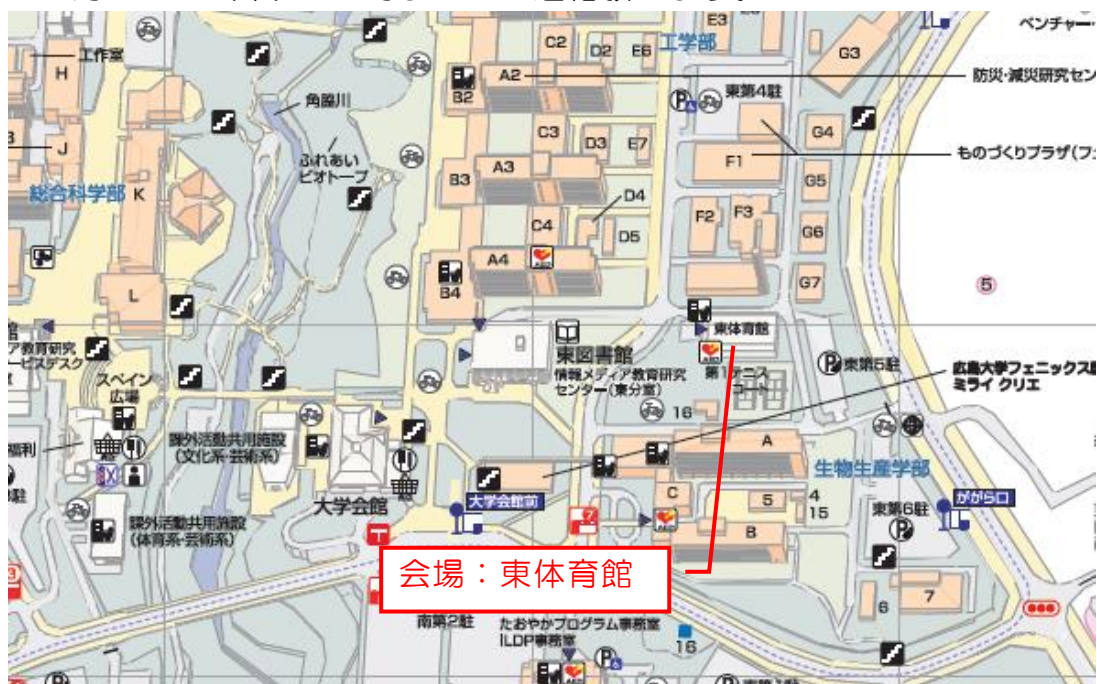 工作室
H
J
総合科学部
K
L
角脇川
ふれあい
ビオトープ
スペイン
広場
課外活動共用施設
(文化系・芸術系)
課外活動共用施設
(体育系・芸術系)
大学会館
大学会館前
B2
A2
C2
D2
E6
E3
工学部
C3
D3
E7
B3
A3
D4
C4
D5
A4
B4
東第4駐
F1
F2
F3
G3
G4
G5
G6
G7
ベンチャー・
防災・減災研究セン
ものづくりプラザ(フ
5
東図書館
情報メディア教育研究
センター(東分室)
東体育館
第1テニス
コート
東第5駐
広島大学フェニックス
ミライ クリエ
16
A
生物生産学部
C
5
4
15
B
東第6駐
ががら口
6
7
会場:東体育館
南第2駐
たおやかプログラム事務室
ILDP事務室
16
ア教育研究
ービスデスク
福利